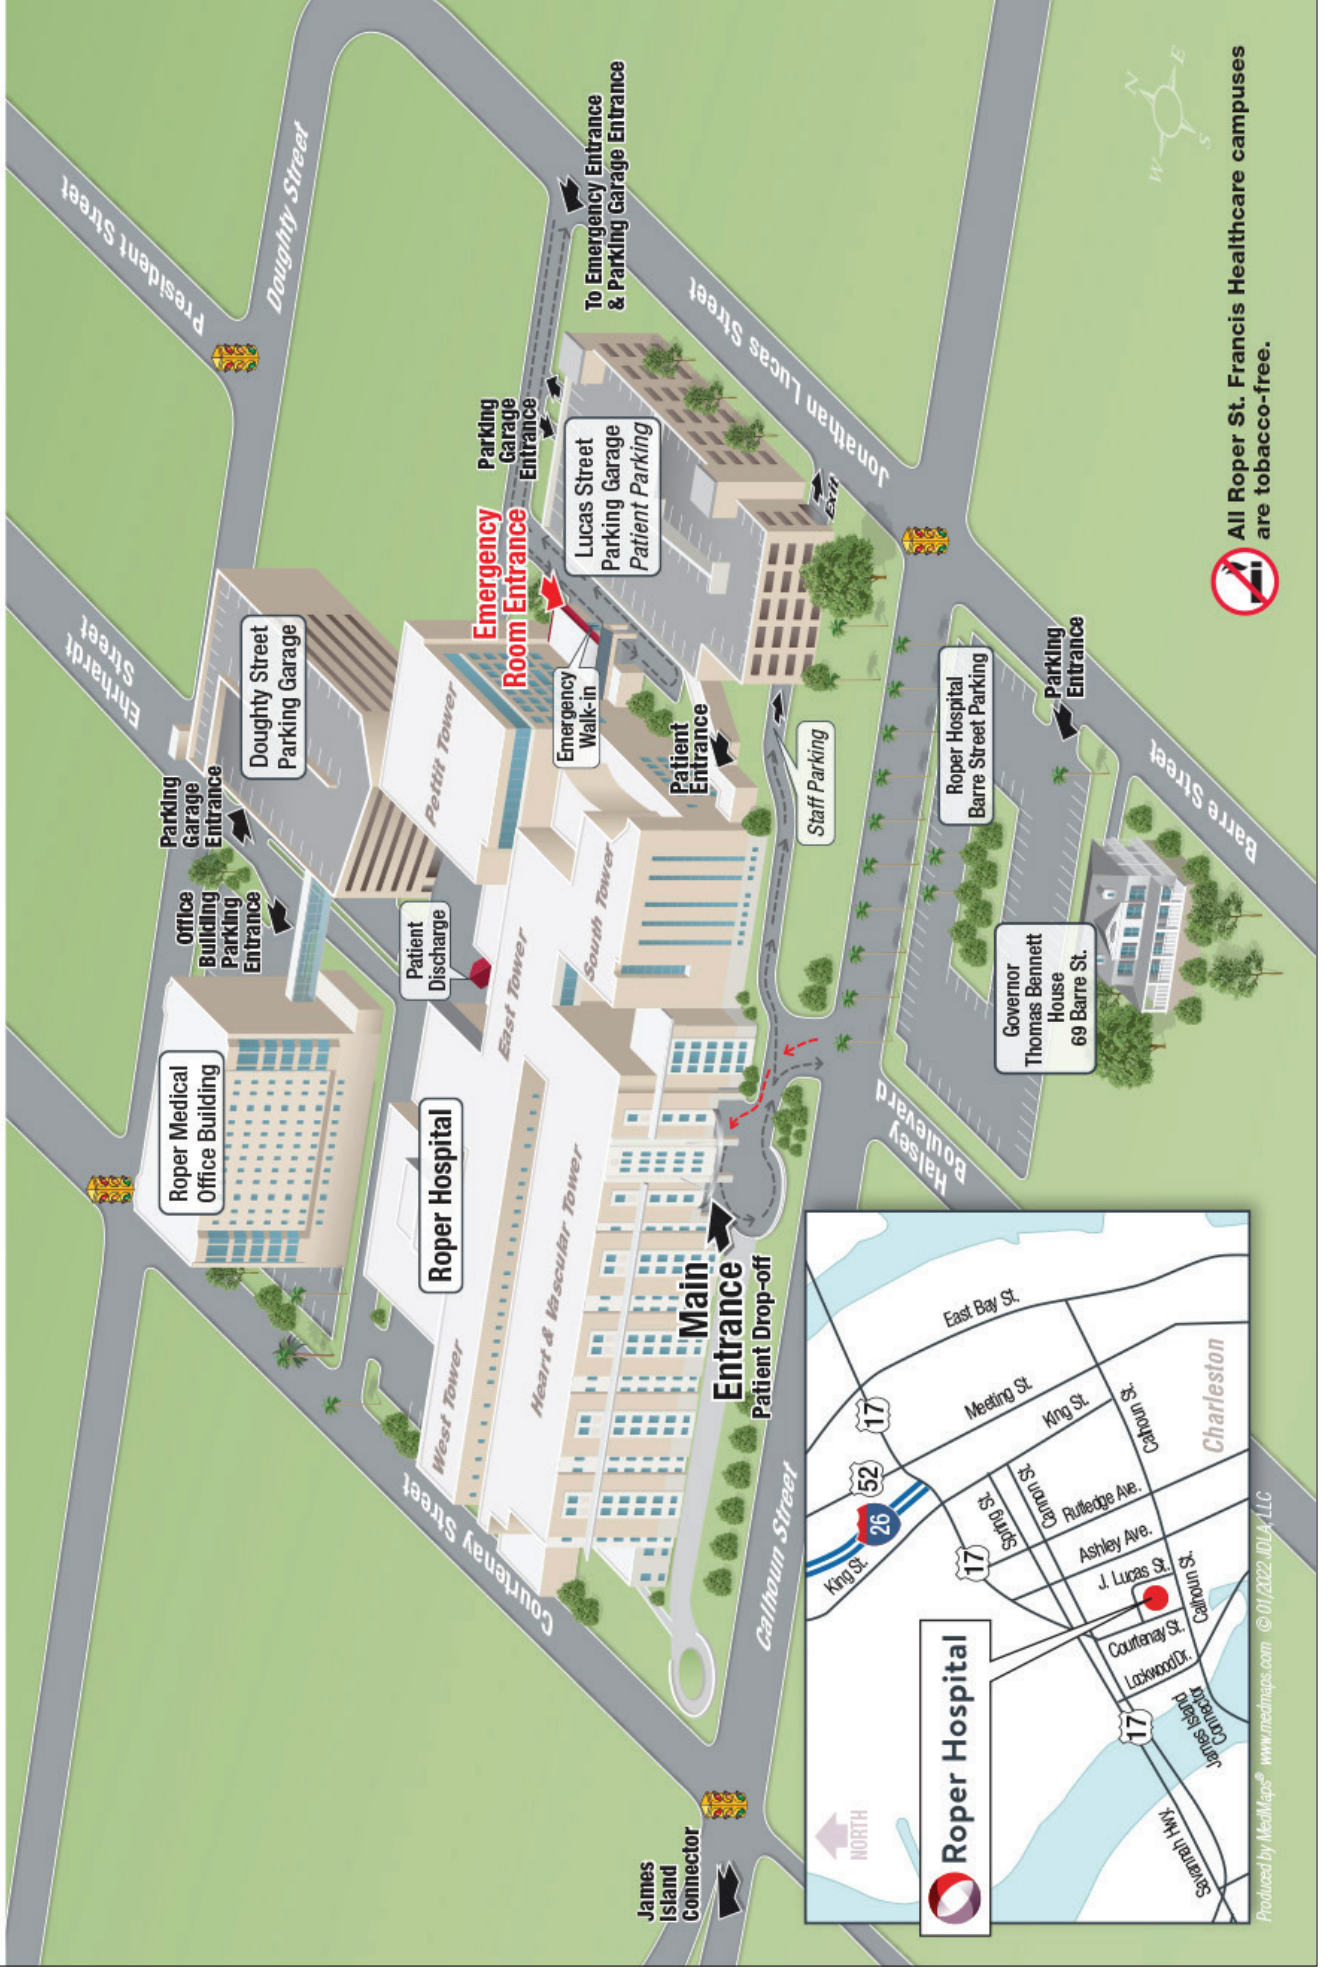 President Street
Doughty Street
Ehrhardt
Street
To Emergency Entrance
& Parking Garage Entrance
Parking
Garage
Entrance
Doughty Street
Parking Garage
Parking
Garage
Entrance
Office
Building
Parking
Entrance
Roper Medical
Office Building
Patient
Discharge
Pettit Tower
Emergency
Room Entrance
Emergency
Walk-in
Lucas Street
Parking Garage
Patient Parking
Jonathan Lucas Street
Exit
Patient
Entrance
Staff Parking
East Tower
South Tower
Roper Hospital
West Tower
Heart & Vascular Tower
Main
Entrance
Patient Drop-off
Courtenay Street
Calhoun Street
James
Island
Connector
Halsey
Boulevard
Roper Hospital
Barre Street Parking
Parking
Entrance
Barre Street
Governor
Thomas Bennett
House
69 Barre St.
N
E
S
W
All Roper St. Francis Healthcare campuses
are tobacco-free.
NORTH
Roper Hospital
East Bay St.
Meeting St.
King St.
Calhoun St.
17
52
26
King St.
17
Spring St.
Cannon St.
Rutledge Ave.
Ashley Ave.
J. Lucas St.
Calhoun St.
Courtenay St.
Lockwood Dr.
James Island
Connector
17
Savannah Hwy.
Charleston
Produced by MedMaps® www.medmaps.com © 01/2022 JDLA, LLC